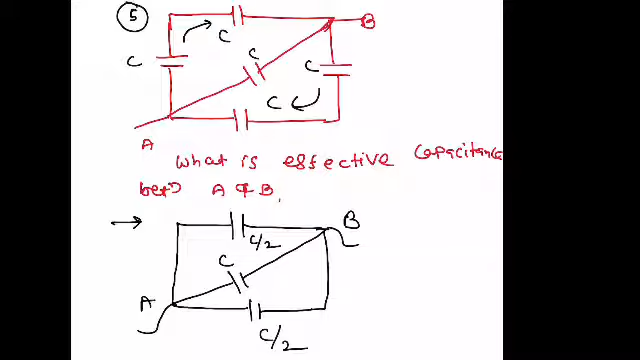 5
B
C
C
C
C
C
A
What is effective capacitance
betⁿ A & B.
→
B
C/2
C
A
C/2